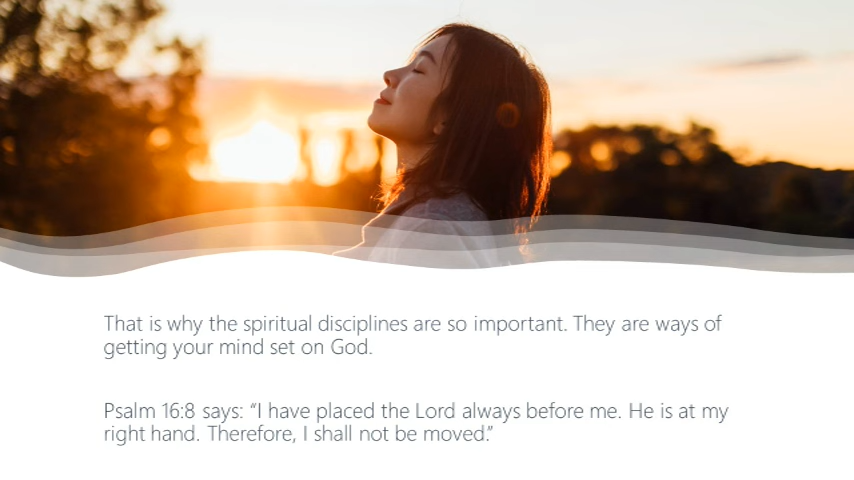 That is why the spiritual disciplines are so important. They are ways of
getting your mind set on God.
Psalm 16:8 says: “I have placed the Lord always before me. He is at my
right hand. Therefore, I shall not be moved.”